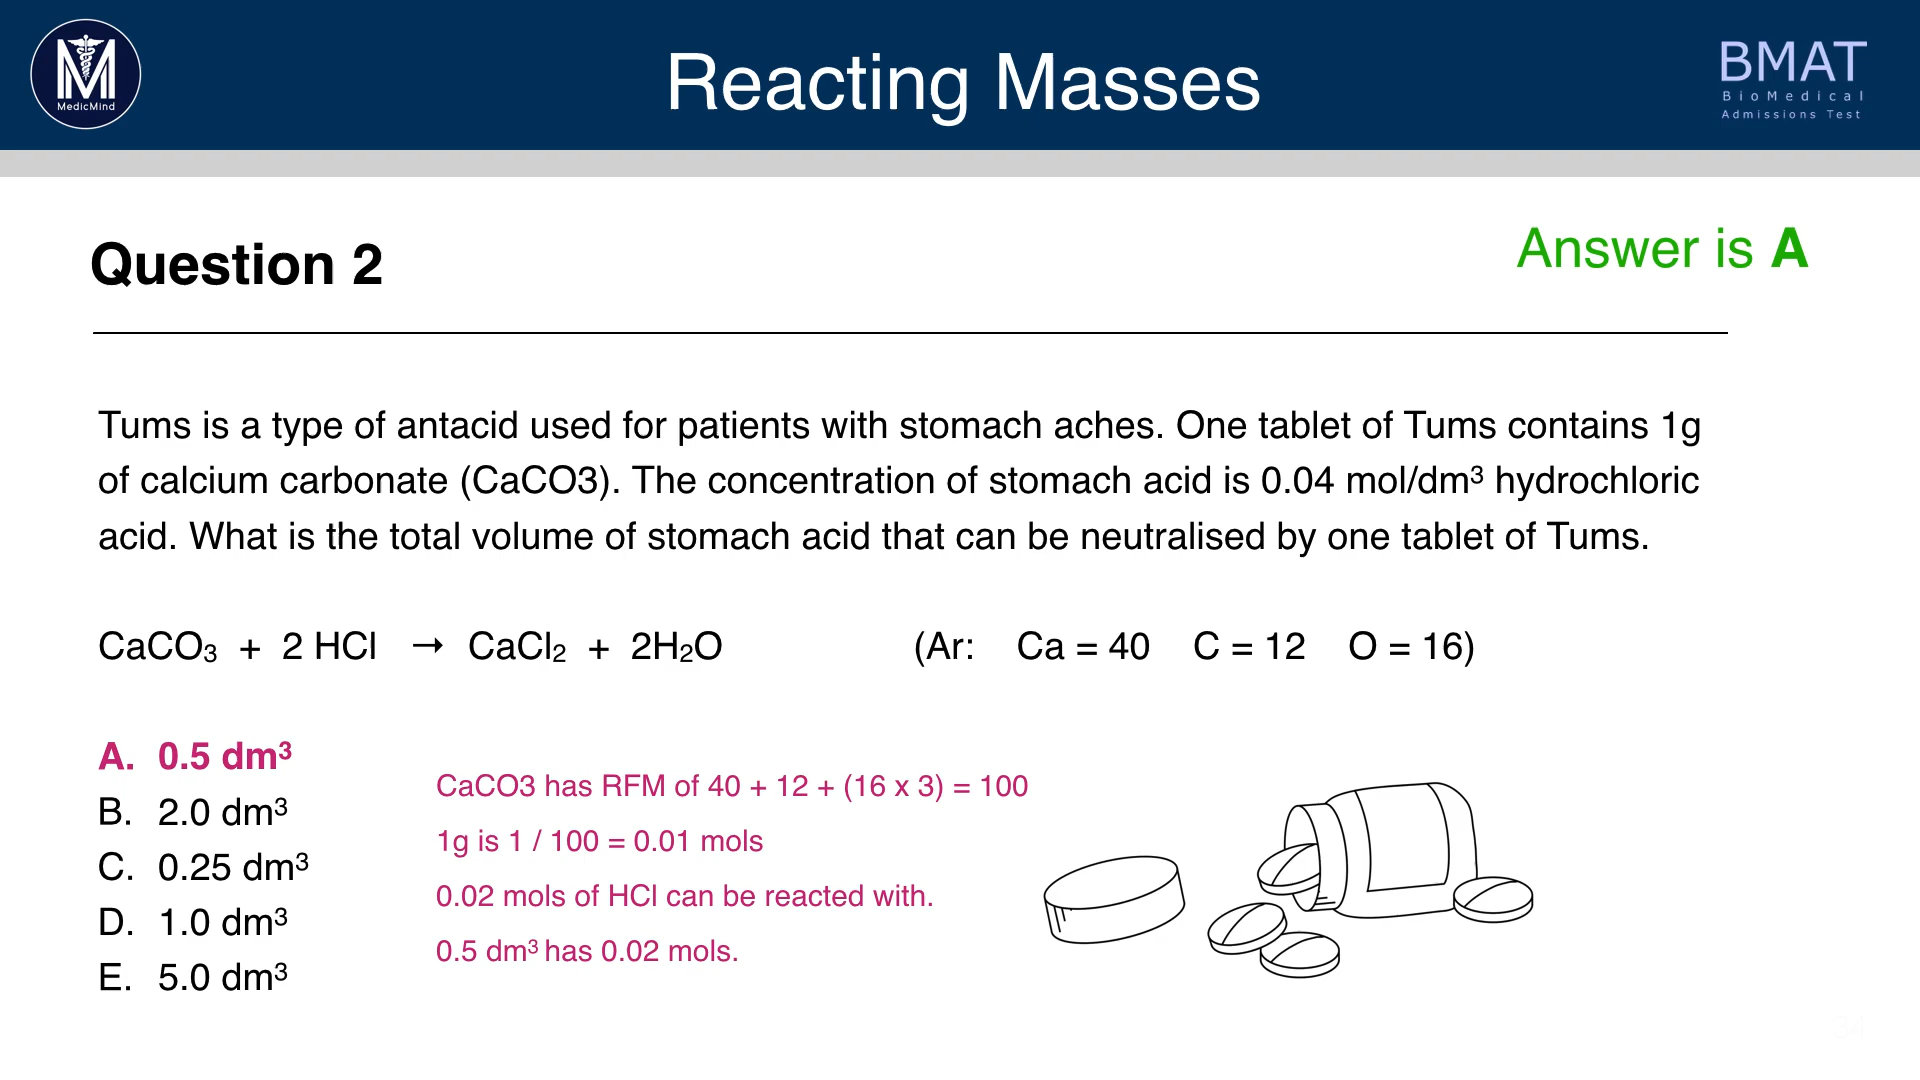 MedicMind
Reacting Masses
BMAT
BioMedical
Admissions Test
Question 2
Answer is A
Tums is a type of antacid used for patients with stomach aches. One tablet of Tums contains 1g
of calcium carbonate (CaCO3). The concentration of stomach acid is 0.04 mol/dm³ hydrochloric
acid. What is the total volume of stomach acid that can be neutralised by one tablet of Tums.
CaCO₃ + 2 HCl → CaCl₂ + 2H₂O (Ar: Ca = 40 C = 12 O = 16)
A. 0.5 dm³
B. 2.0 dm³
C. 0.25 dm³
D. 1.0 dm³
E. 5.0 dm³
CaCO3 has RFM of 40 + 12 + (16 x 3) = 100
1g is 1 / 100 = 0.01 mols
0.02 mols of HCl can be reacted with.
0.5 dm³ has 0.02 mols.